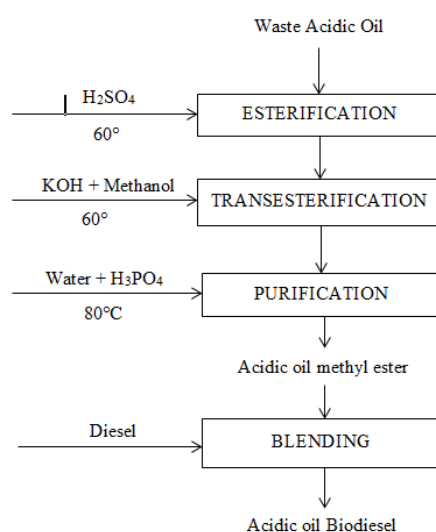 Waste Acidic Oil
H₂SO₄
60°
ESTERIFICATION
KOH + Methanol
60°
TRANSESTERIFICATION
Water + H₃PO₄
80°C
PURIFICATION
Acidic oil methyl ester
Diesel
BLENDING
Acidic oil Biodiesel